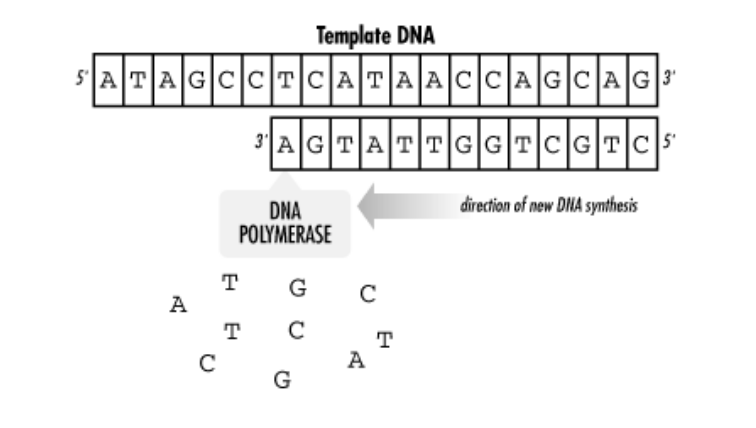 Template DNA
5' A T A G C C T C A T A A C C A G C A G 3'
3' A G T A T T G G T C G T C 5'
direction of new DNA synthesis
DNA
POLYMERASE
T G C
A
T C T
C A
G